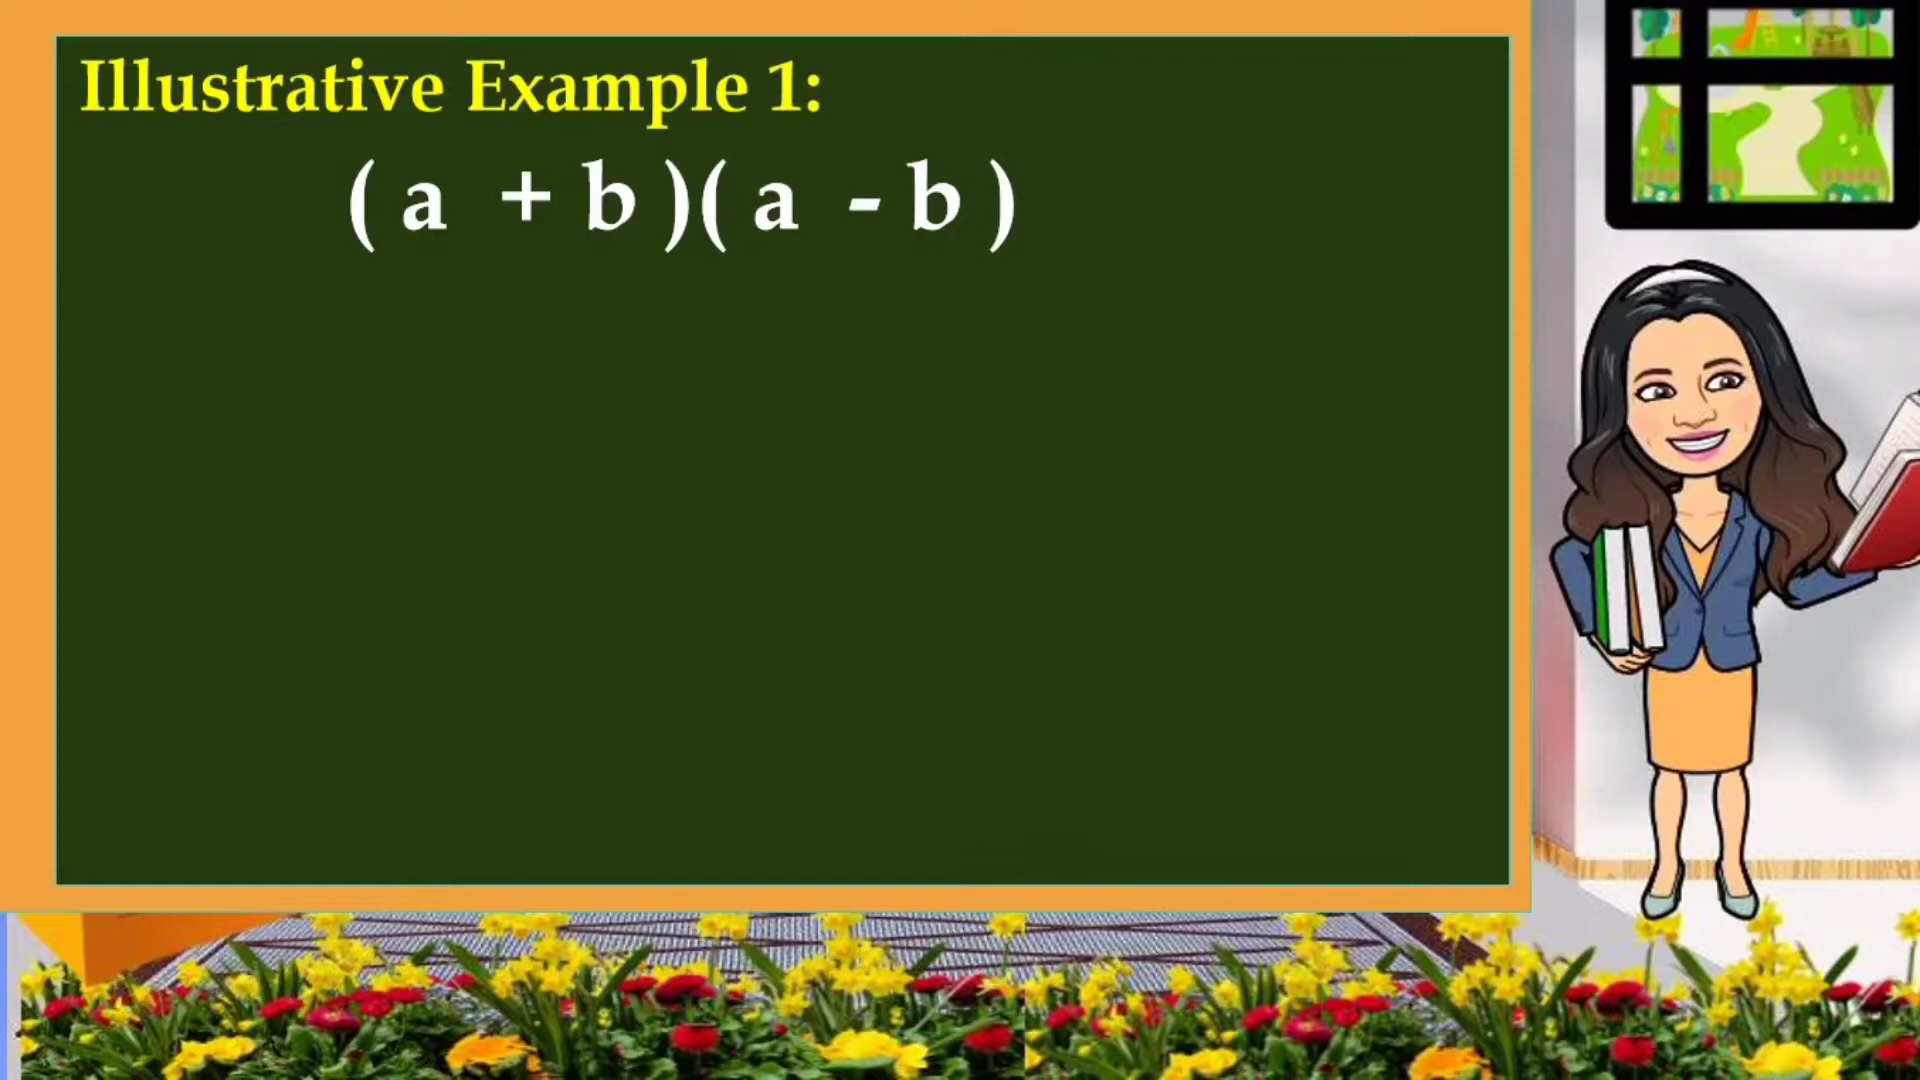 Illustrative Example 1:
( a + b )( a - b )